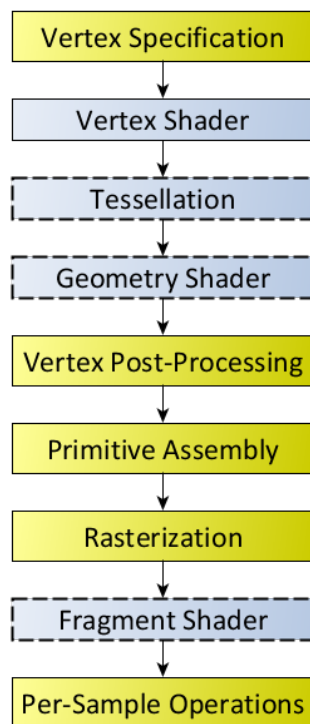 Vertex Specification
Vertex Shader
Tessellation
Geometry Shader
Vertex Post-Processing
Primitive Assembly
Rasterization
Fragment Shader
Per-Sample Operations